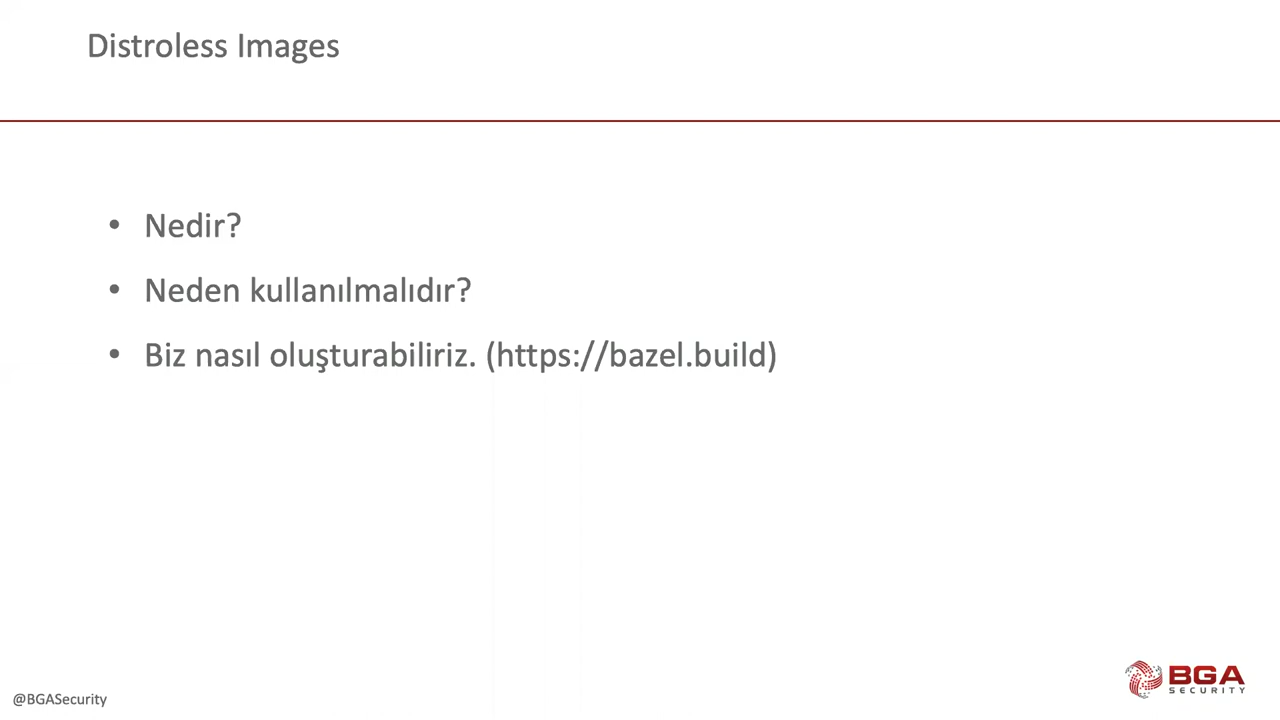 Distroless Images
• Nedir?
• Neden kullanılmalıdır?
• Biz nasıl oluşturabiliriz. (https://bazel.build)
@BGASecurity
BGA
SECURITY